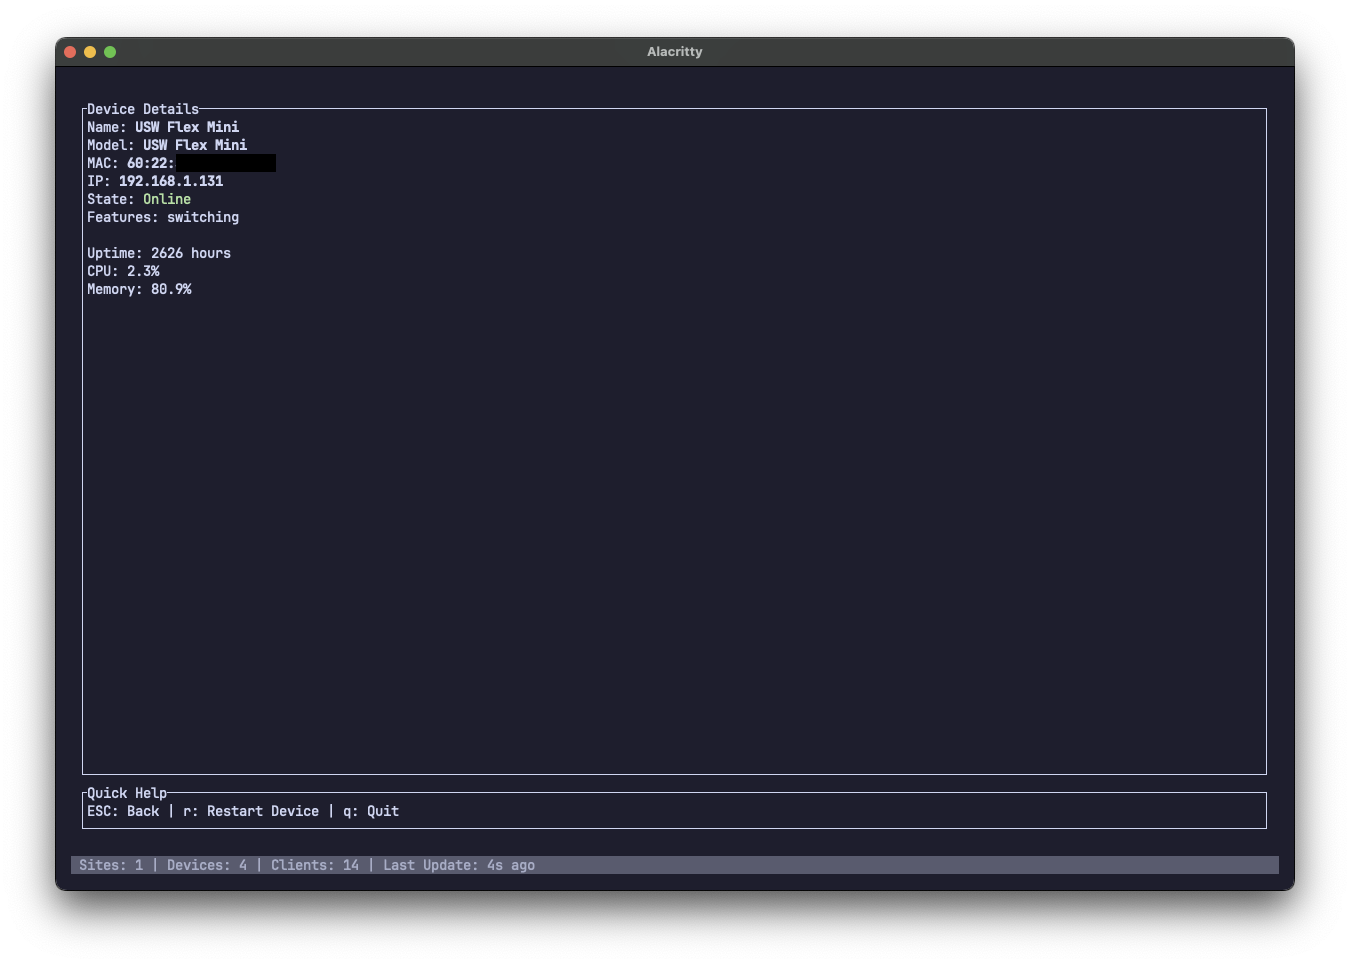 Alacritty
Device Details
Name: USW Flex Mini
Model: USW Flex Mini
MAC: 60:22:
IP: 192.168.1.131
State: Online
Features: switching
Uptime: 2626 hours
CPU: 2.3%
Memory: 80.9%
Quick Help
ESC: Back | r: Restart Device | q: Quit
Sites: 1 | Devices: 4 | Clients: 14 | Last Update: 4s ago